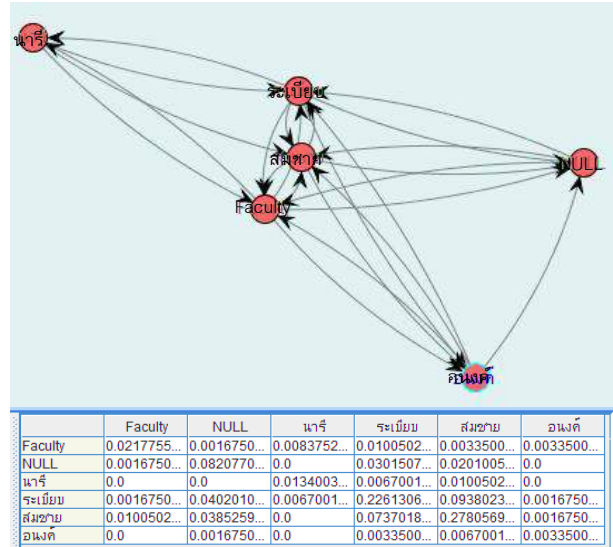 นารี
ระเบียบ
สมชาย
NULL
Faculty
อนงค์
Faculty NULL นารี ระเบียบ สมชาย อนงค์
Faculty 0.0217755... 0.0016750... 0.0083752... 0.0100502... 0.0033500... 0.0033500...
NULL 0.0016750... 0.0820770... 0.0 0.0301507... 0.0201005... 0.0
นารี 0.0 0.0 0.0134003... 0.0067001... 0.0100502... 0.0
ระเบียบ 0.0016750... 0.0402010... 0.0067001... 0.2261306... 0.0938023... 0.0016750...
สมชาย 0.0100502... 0.0385259... 0.0 0.0737018... 0.2780569... 0.0016750...
อนงค์ 0.0 0.0016750... 0.0 0.0033500... 0.0067001... 0.0033500...